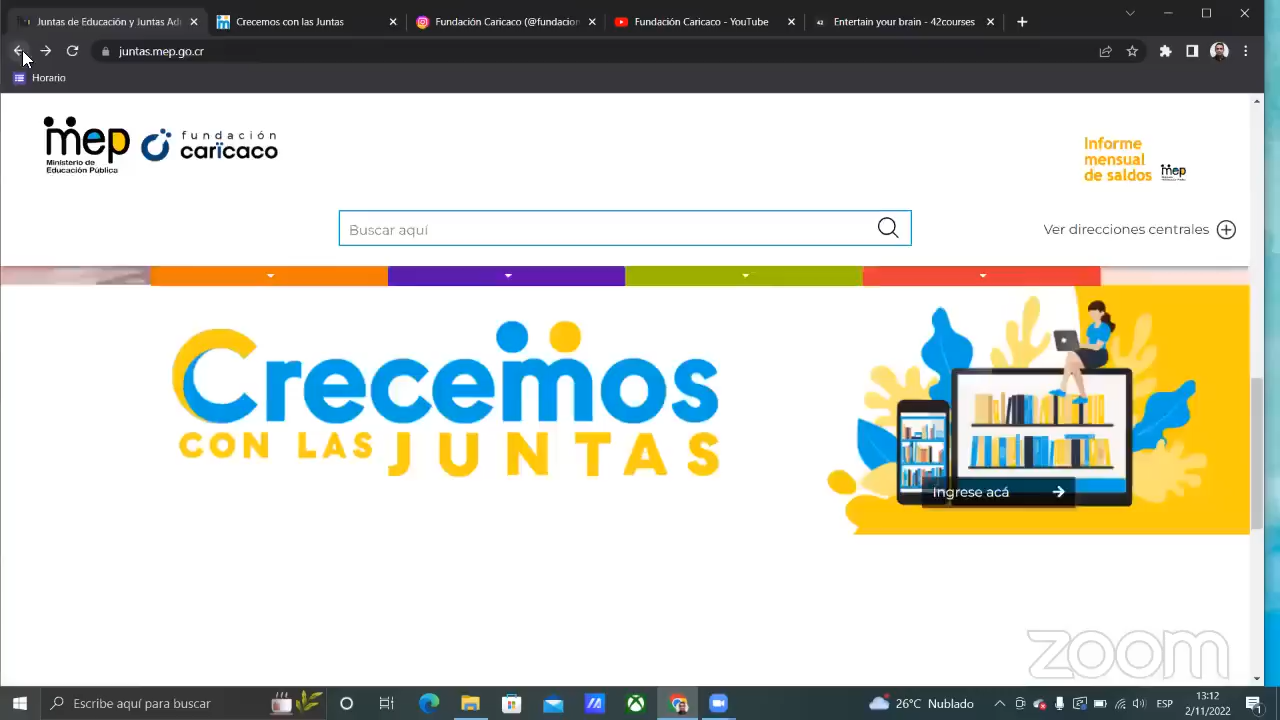 Juntas de Educación y Juntas Adm
Crecemos con las Juntas
Fundación Caricaco (@fundacion
Fundación Caricaco - YouTube
42
Entertain your brain - 42courses
juntas.mep.go.cr
Horario
mep
Ministerio de
Educación Pública
fundación
carïcaco
Informe
mensual
de saldos
mep
Buscar aquí
Ver direcciones centrales
Crecemos
CON LAS JUNTAS
Ingrese acá
zoom
Escribe aquí para buscar
26°C Nublado
ESP
13:12
2/11/2022